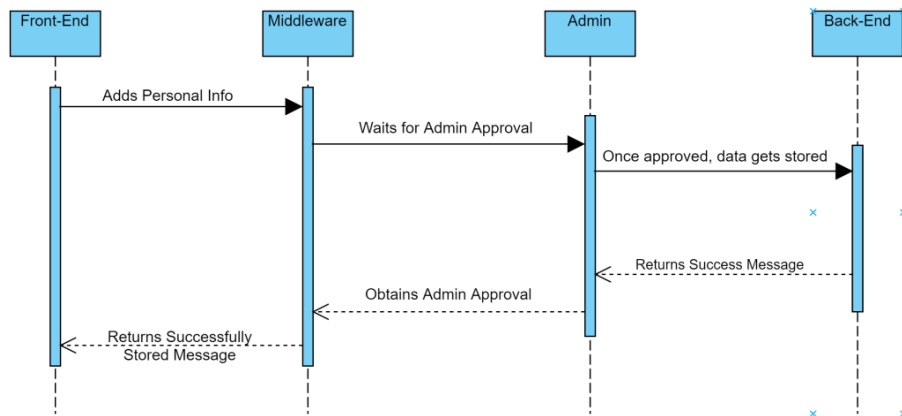 Front-End
Middleware
Admin
Back-End
Adds Personal Info
Waits for Admin Approval
Once approved, data gets stored
Returns Success Message
Obtains Admin Approval
Returns Successfully
Stored Message